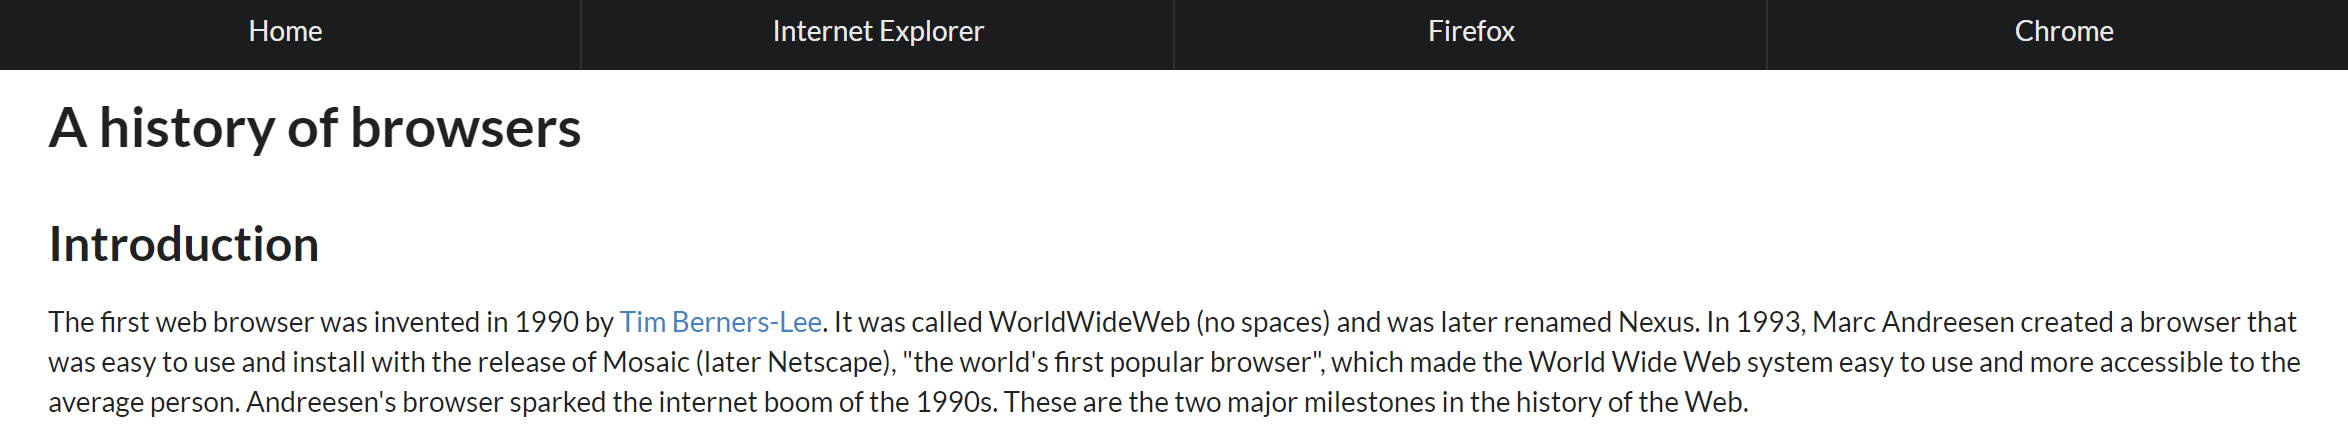 Home
Internet Explorer
Firefox
Chrome
A history of browsers
Introduction
The first web browser was invented in 1990 by Tim Berners-Lee. It was called WorldWideWeb (no spaces) and was later renamed Nexus. In 1993, Marc Andreesen created a browser that
was easy to use and install with the release of Mosaic (later Netscape), "the world's first popular browser", which made the World Wide Web system easy to use and more accessible to the
average person. Andreesen's browser sparked the internet boom of the 1990s. These are the two major milestones in the history of the Web.